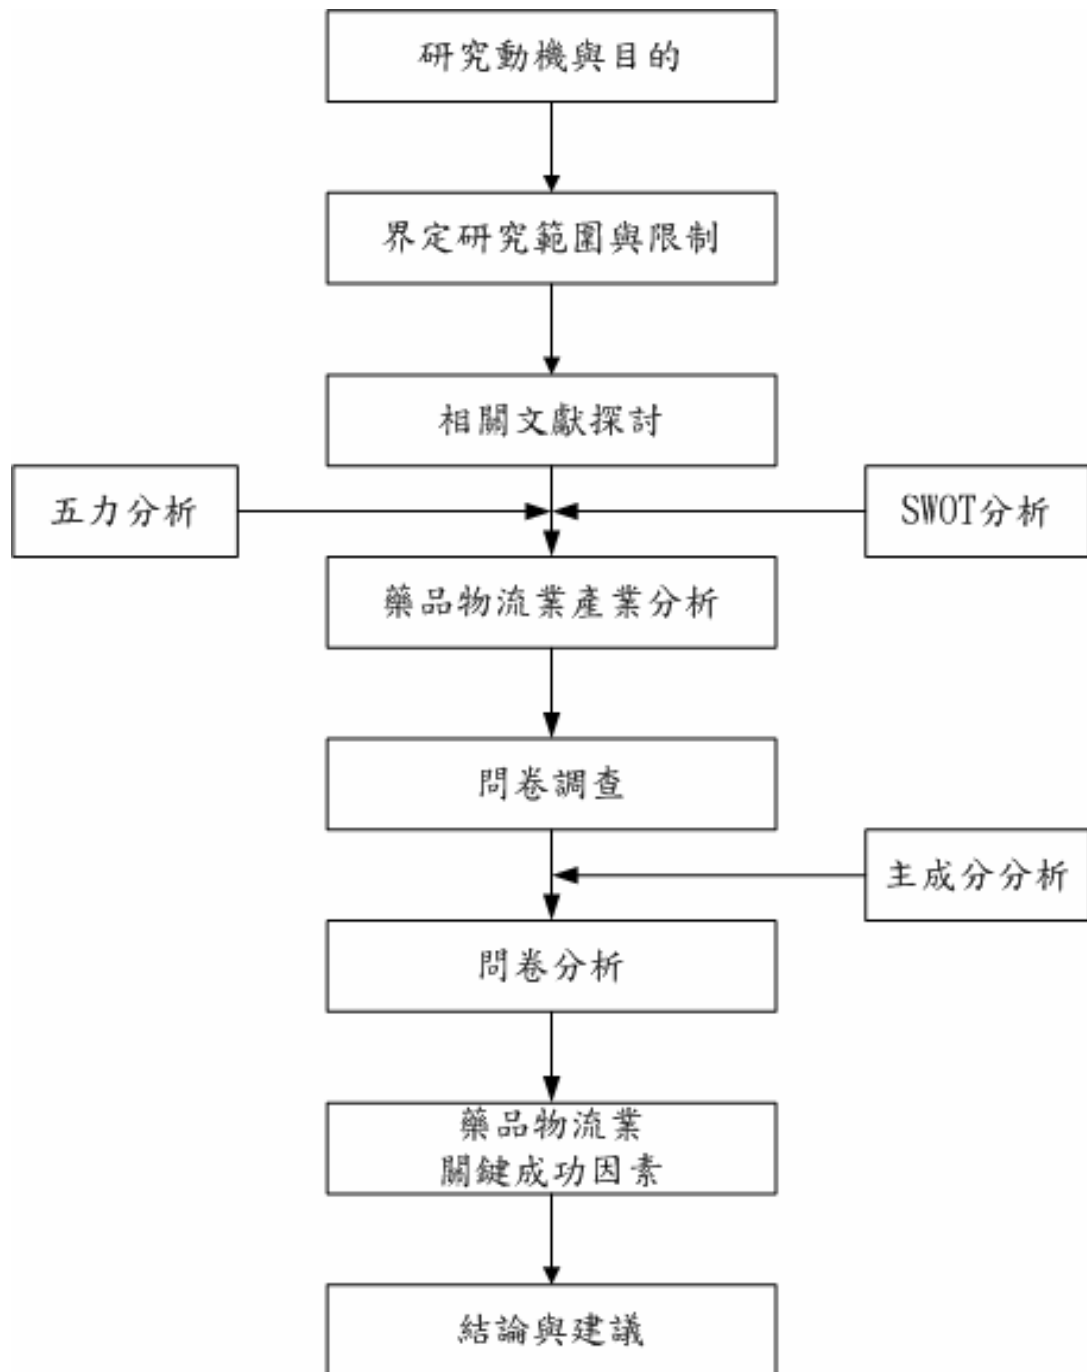 研究動機與目的
界定研究範圍與限制
相關文獻探討
五力分析
SWOT分析
藥品物流業產業分析
問卷調查
主成分分析
問卷分析
藥品物流業
關鍵成功因素
結論與建議